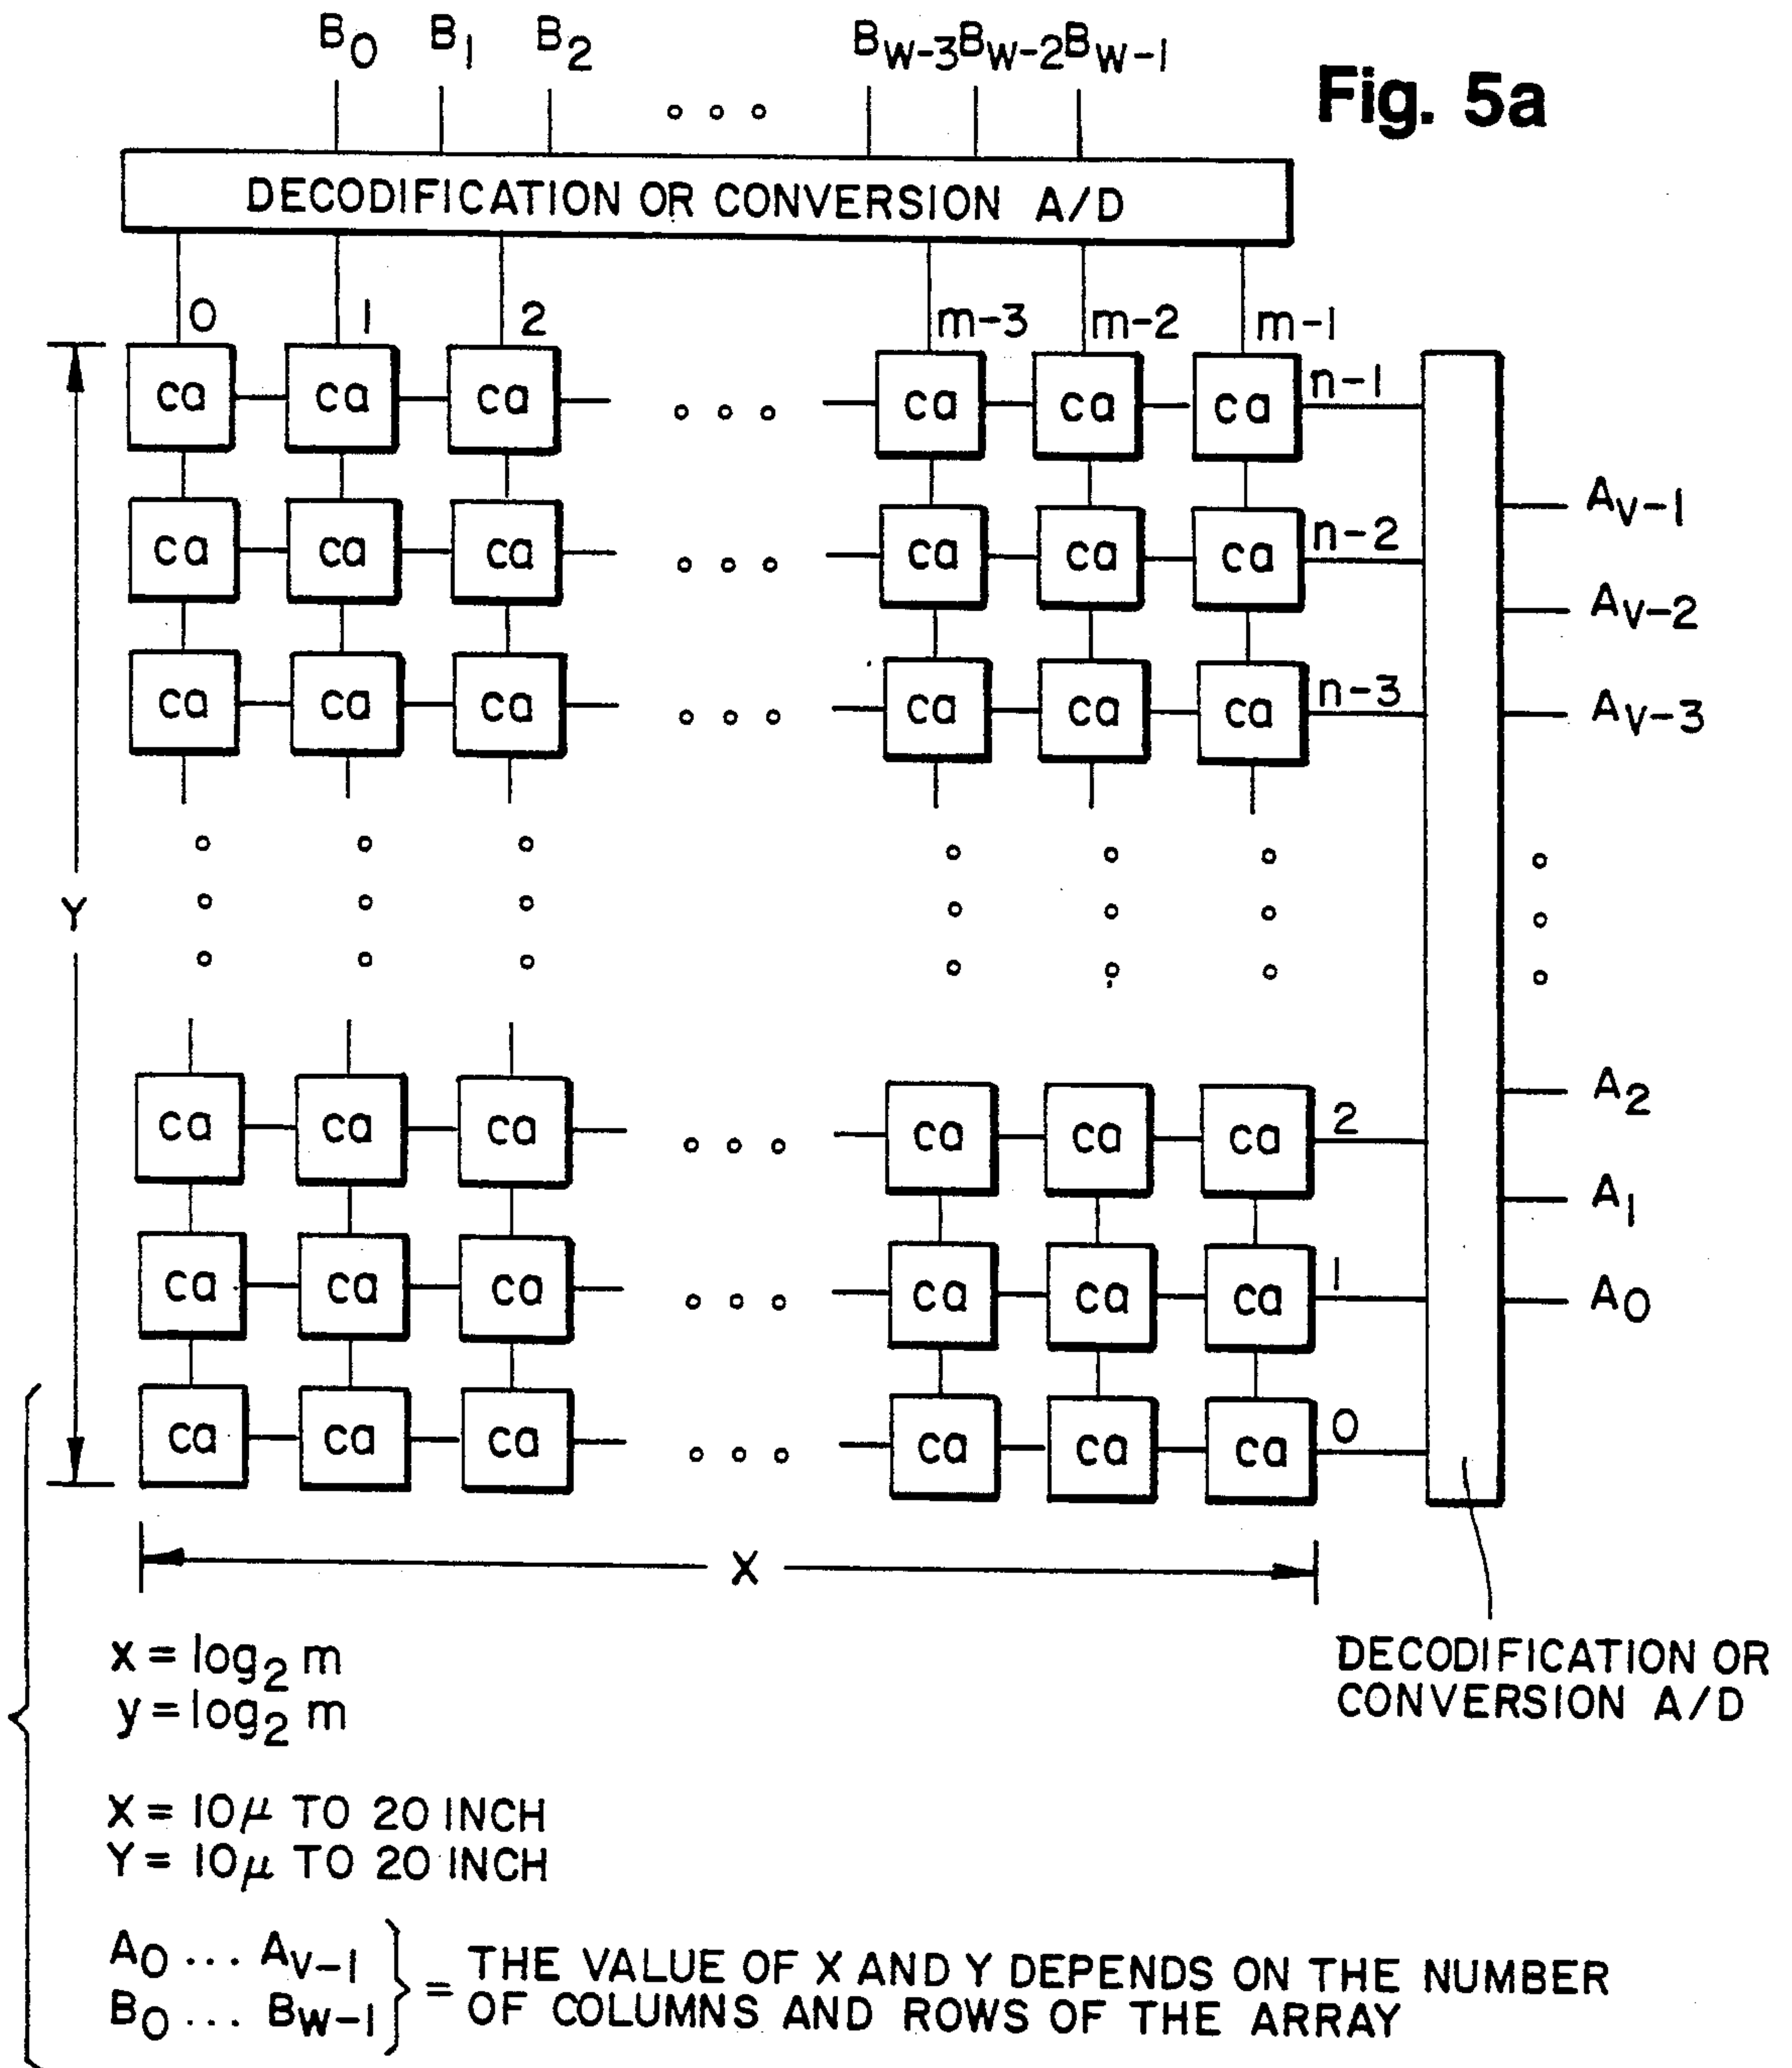 Fig. 5a
B0 B1 B2 BW-3 BW-2 BW-1
DECODIFICATION OR CONVERSION A/D
0 1 2 m-3 m-2 m-1
ca ca ca ca ca ca n-1
AV-1
ca ca ca ca ca ca n-2
AV-2
ca ca ca ca ca ca n-3
AV-3
Y
A2
ca ca ca ca ca ca 2
A1
ca ca ca ca ca ca 1
A0
ca ca ca ca ca ca 0
X
DECODIFICATION OR
CONVERSION A/D
x = log2 m
y = log2 m
X = 10μ TO 20 INCH
Y = 10μ TO 20 INCH
A0 ... AV-1
B0 ... BW-1
} = THE VALUE OF X AND Y DEPENDS ON THE NUMBER
OF COLUMNS AND ROWS OF THE ARRAY